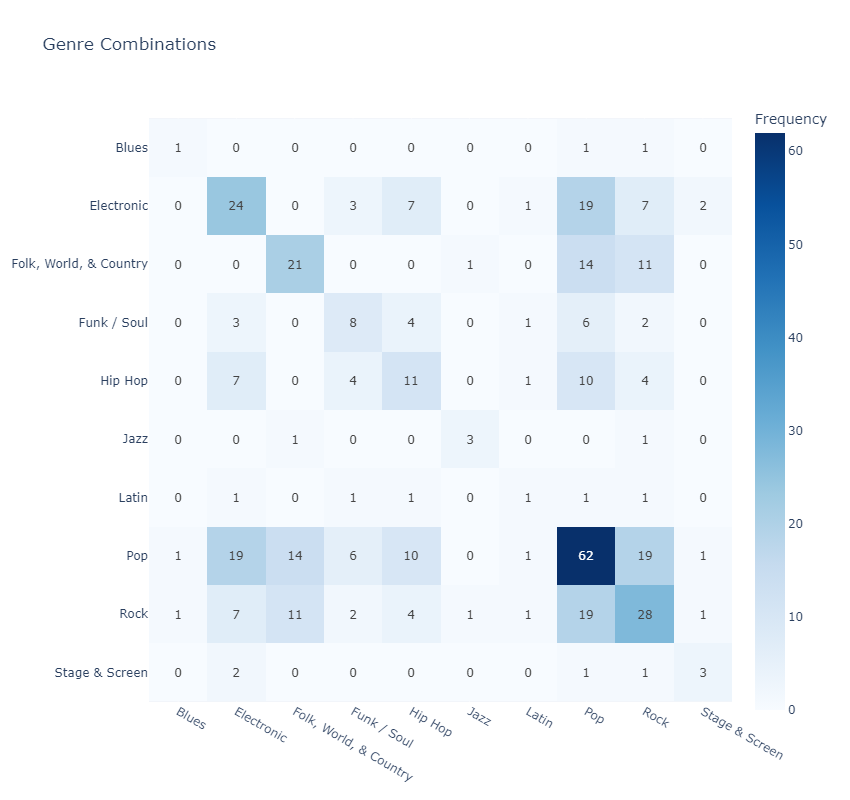 Genre Combinations
Frequency
Blues 1 0 0 0 0 0 0 1 1 0
Electronic 0 24 0 3 7 0 1 19 7 2
Folk, World, & Country 0 0 21 0 0 1 0 14 11 0
Funk / Soul 0 3 0 8 4 0 1 6 2 0
Hip Hop 0 7 0 4 11 0 1 10 4 0
Jazz 0 0 1 0 0 3 0 0 1 0
Latin 0 1 0 1 1 0 1 1 1 0
Pop 1 19 14 6 10 0 1 62 19 1
Rock 1 7 11 2 4 1 1 19 28 1
Stage & Screen 0 2 0 0 0 0 0 1 1 3
Blues Electronic Folk, World, & Country Funk / Soul Hip Hop Jazz Latin Pop Rock Stage & Screen
60
50
40
30
20
10
0